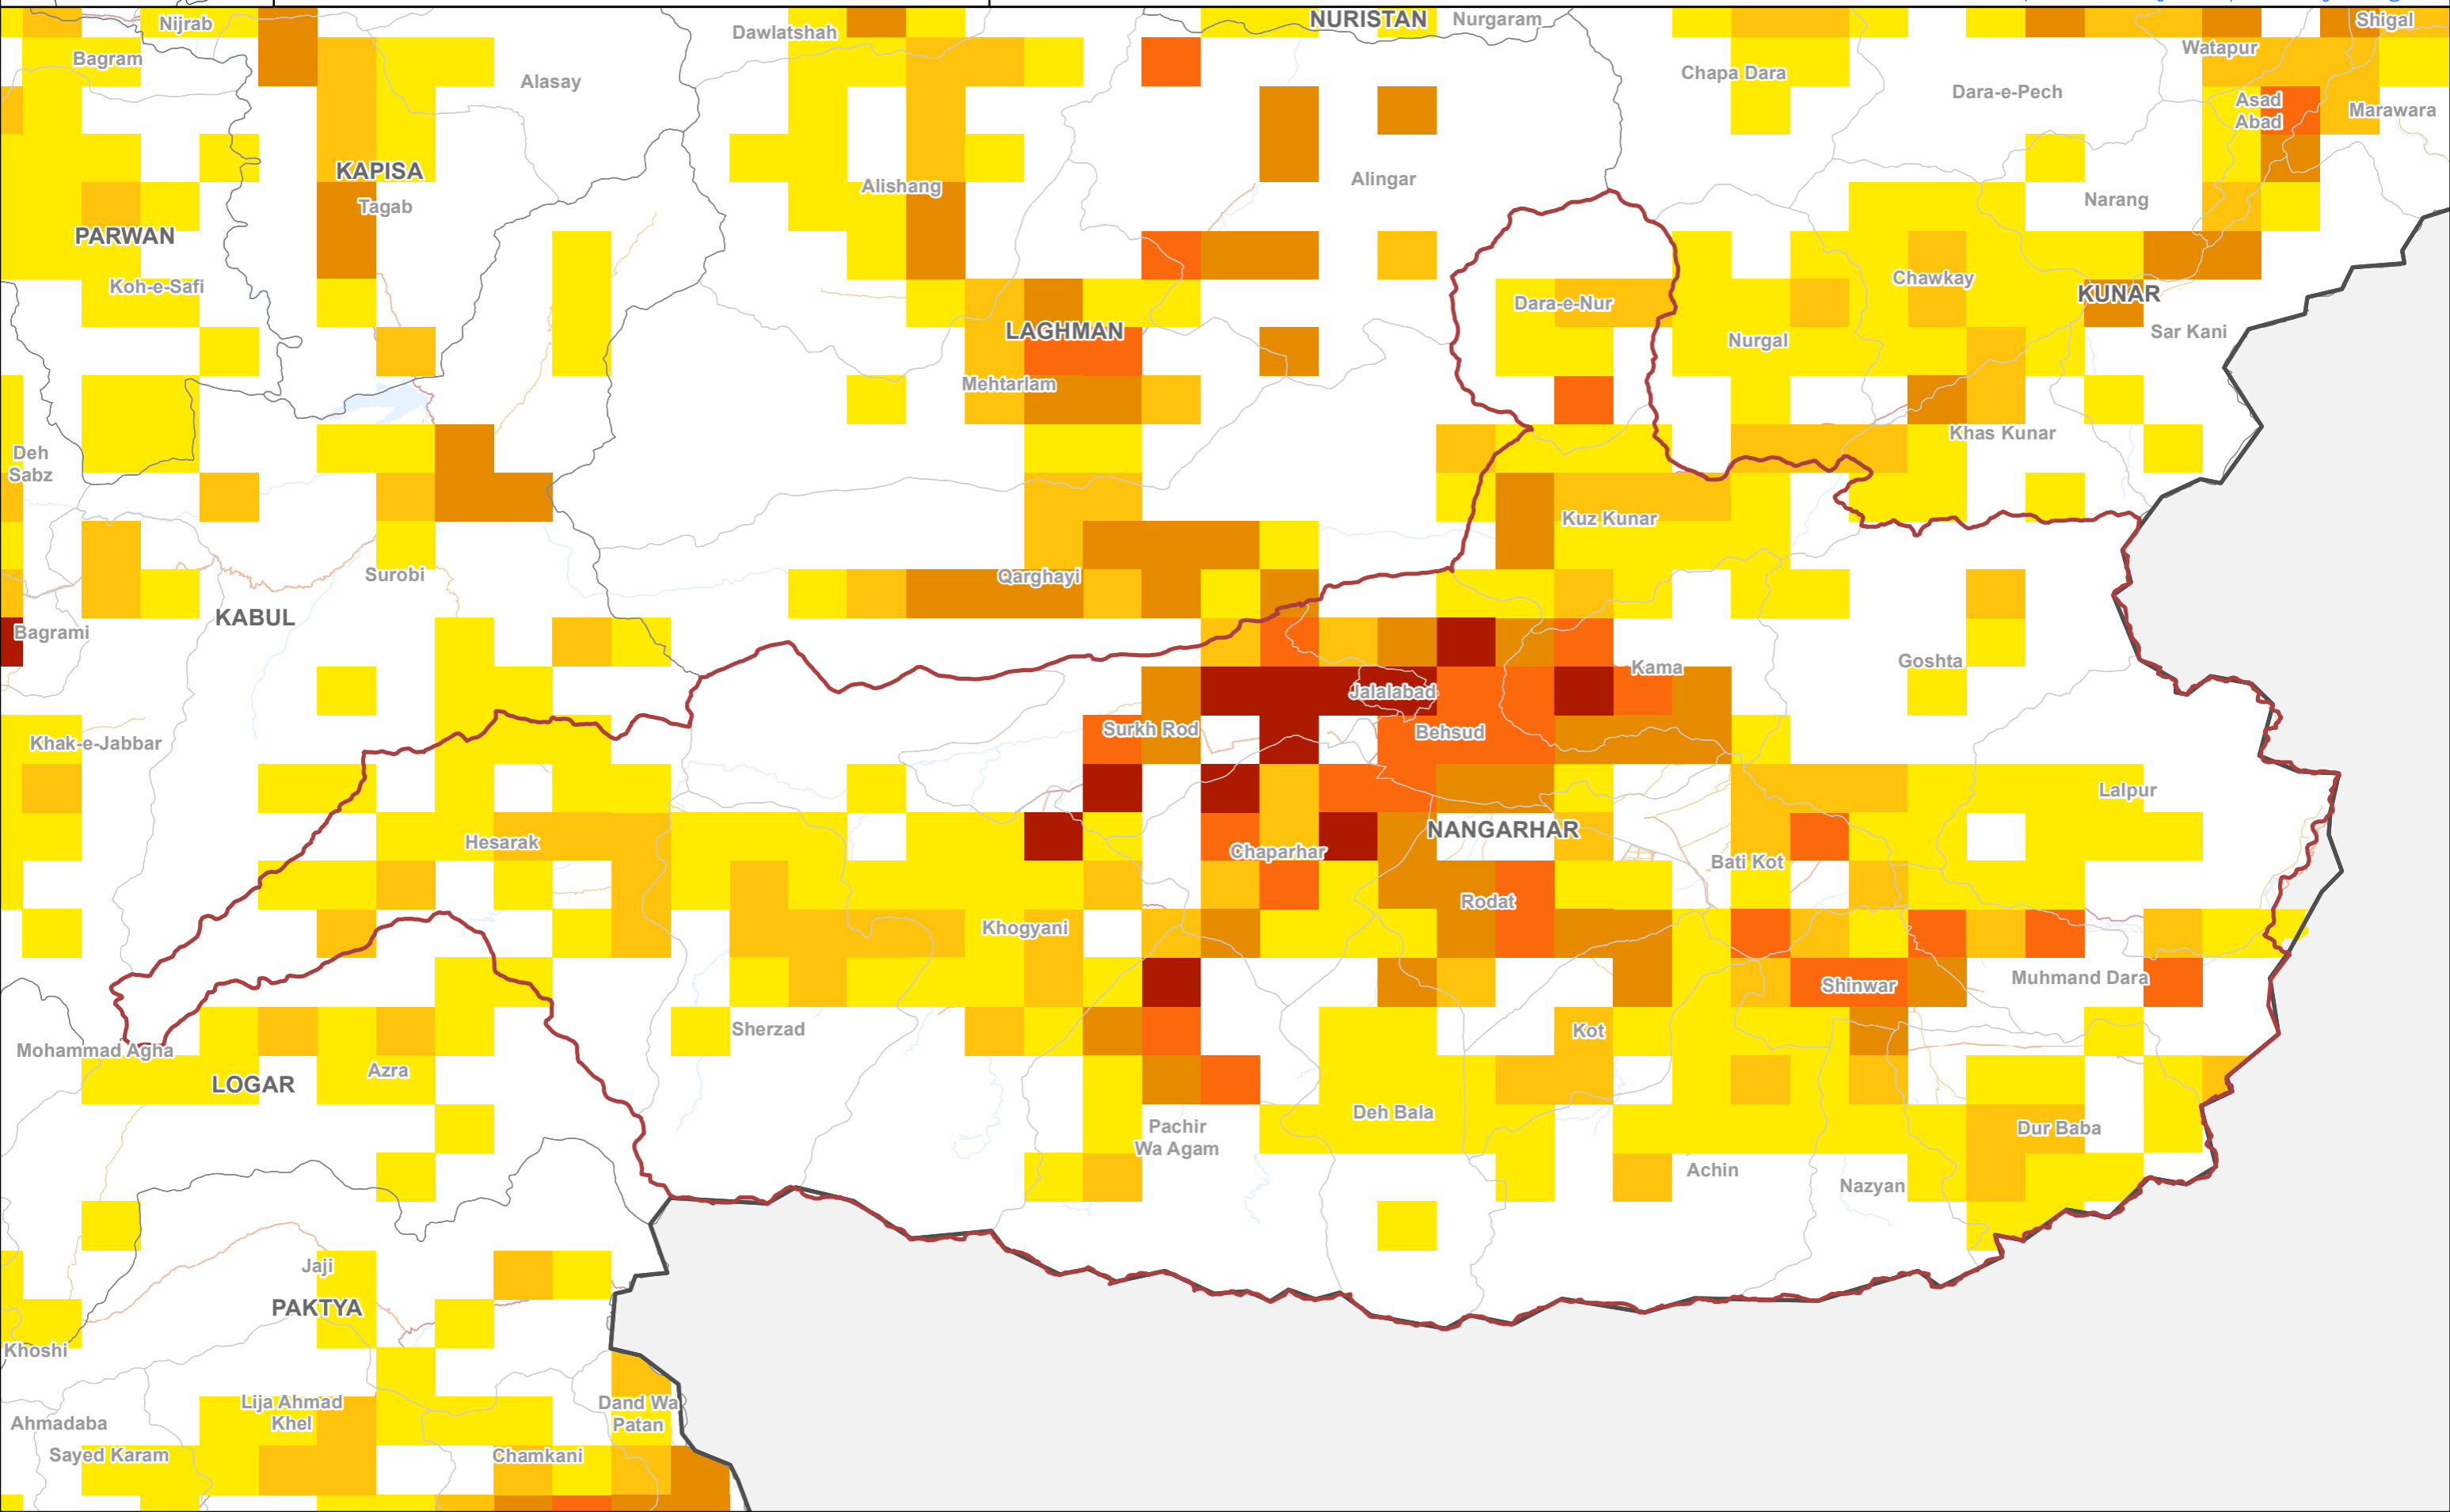 Nijrab
Dawlatshah
NURISTAN
Nurgaram
Shigal
Bagram
Alasay
Chapa Dara
Watapur
Dara-e-Pech
Asad
Abad
Marawara
KAPISA
Tagab
Alishang
Alingar
Narang
PARWAN
Koh-e-Safi
LAGHMAN
Dara-e-Nur
Chawkay
KUNAR
Nurgal
Sar Kani
Mehtarlam
Khas Kunar
Deh
Sabz
Kuz Kunar
Surobi
Qarghayi
KABUL
Bagrami
Kama
Goshta
Jalalabad
Khak-e-Jabbar
Surkh Rod
Behsud
Lalpur
Hesarak
NANGARHAR
Chaparhar
Bati Kot
Rodat
Khogyani
Shinwar
Muhmand Dara
Sherzad
Kot
Mohammad Agha
LOGAR
Azra
Deh Bala
Pachir
Wa Agam
Dur Baba
Achin
Nazyan
Jaji
PAKTYA
Khoshi
Lija Ahmad
Khel
Dand Wa
Patan
Ahmadaba
Sayed Karam
Chamkani